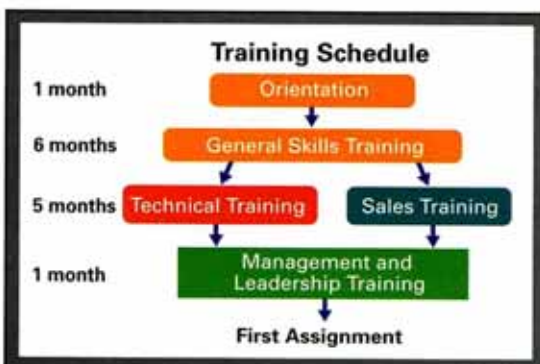 Training Schedule
1 month
Orientation
6 months
General Skills Training
5 months
Technical Training
Sales Training
1 month
Management and
Leadership Training
First Assignment